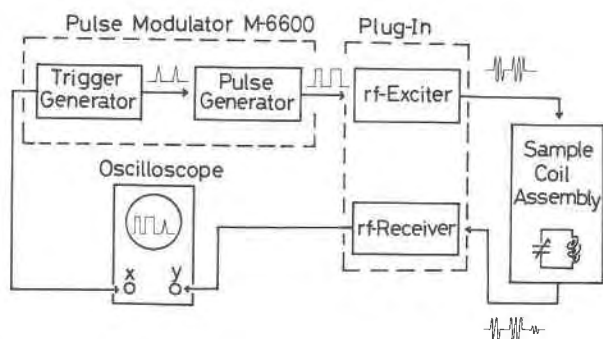 Pulse Modulator M-6600
Plug-In
Trigger
Generator
Pulse
Generator
rf-Exciter
Sample
Coil
Assembly
Oscilloscope
rf-Receiver
x
y